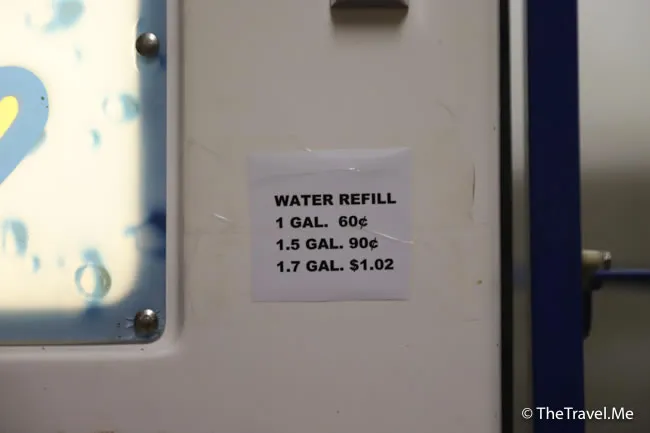 WATER REFILL
1 GAL. 60¢
1.5 GAL. 90¢
1.7 GAL. $1.02
© TheTravel.Me